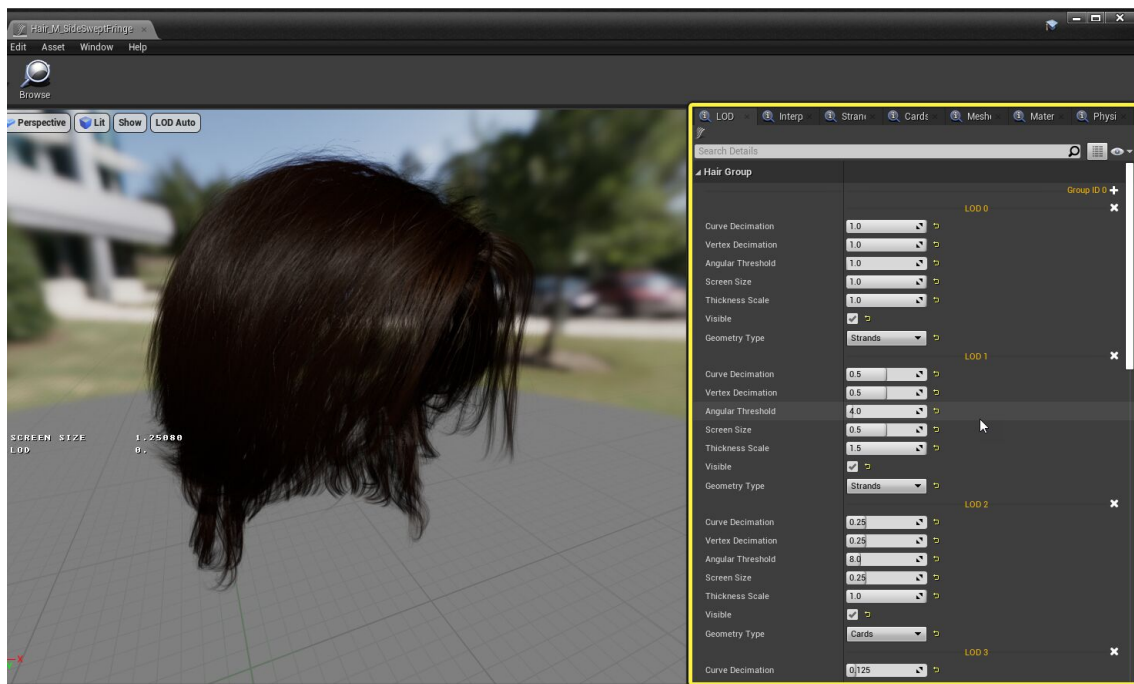 Hair_M_SideSweptFringe
Edit Asset Window Help
Browse
Perspective Lit Show LOD Auto
SCREEN SIZE 1.25080
LOD 0.
LOD Interp Stran Cards Mesh Mater Physi
Search Details
Hair Group
Group ID 0
LOD 0
Curve Decimation 1.0
Vertex Decimation 1.0
Angular Threshold 1.0
Screen Size 1.0
Thickness Scale 1.0
Visible
Geometry Type Strands
LOD 1
Curve Decimation 0.5
Vertex Decimation 0.5
Angular Threshold 4.0
Screen Size 0.5
Thickness Scale 1.5
Visible
Geometry Type Strands
LOD 2
Curve Decimation 0.25
Vertex Decimation 0.25
Angular Threshold 8.0
Screen Size 0.25
Thickness Scale 1.0
Visible
Geometry Type Cards
LOD 3
Curve Decimation 0.125